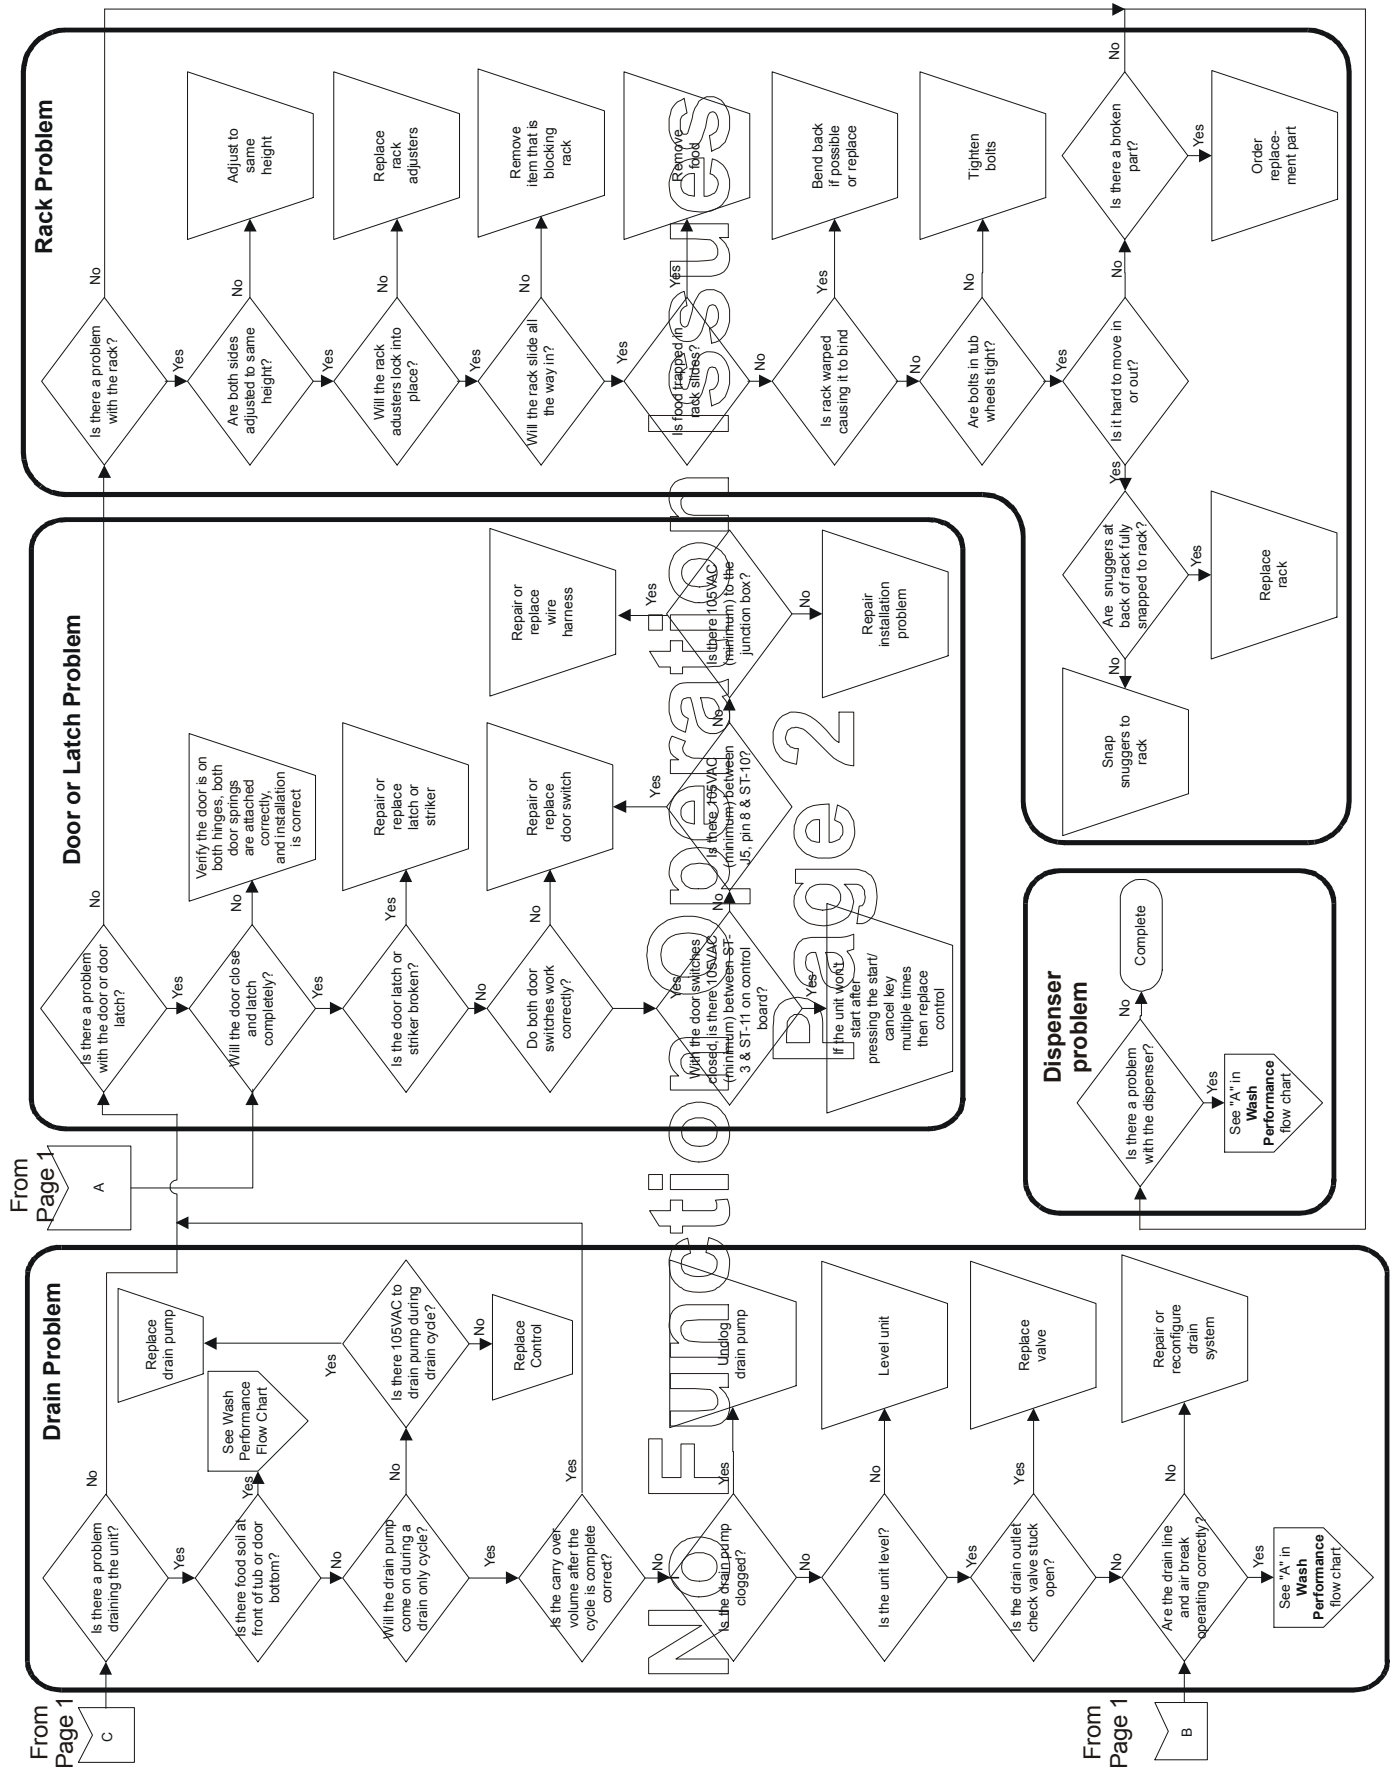 No Function Operation Issues
Page 2
From
Page 1
C
Drain Problem
Is there a problem
draining the unit?
No
Yes
Is there food soil at
front of tub or door
bottom?
Yes
See Wash
Performance
Flow Chart
No
Will the drain pump
come on during a
drain only cycle?
No
Is there 105VAC to
drain pump during
drain cycle?
Yes
Replace
drain pump
No
Replace
Control
Yes
Is the carry over
volume after the
cycle is complete
correct?
Yes
No
Is the drain pump
clogged?
Yes
Unclog
drain pump
No
Is the unit level?
No
Level unit
Yes
Is the drain outlet
check valve stuck
open?
Yes
Replace
valve
No
From
Page 1
B
Are the drain line
and air break
operating correctly?
No
Repair or
reconfigure
drain
system
Yes
See "A" in
Wash
Performance
flow chart
From
Page 1
A
Door or Latch Problem
Is there a problem
with the door or door
latch?
No
Yes
Will the door close
and latch
completely?
No
Verify the door is on
both hinges, both
door springs
are attached
correctly,
and installation
is correct
Yes
Is the door latch or
striker broken?
Yes
Repair or
replace
latch or
striker
No
Do both door
switches work
correctly?
No
Repair or
replace
door switch
Yes
With the door switches
closed, is there 105VAC
(minimum) between ST-
3 & ST-11 on control
board?
Yes
If the unit won't
start after
pressing the start/
cancel key
multiple times
then replace
control
No
Is there 105VAC
(minimum) between
J5, pin 8 & ST-10?
Yes
No
Is there 105VAC
(minimum) to the
junction box?
Yes
Repair or
replace
wire
harness
No
Repair
installation
problem
Rack Problem
Is there a problem
with the rack?
No
Yes
Are both sides
adjusted to same
height?
No
Adjust to
same
height
Yes
Will the rack
adusters lock into
place?
No
Replace
rack
adjusters
Yes
Will the rack slide all
the way in?
No
Remove
item that is
blocking
rack
Yes
Is food trapped in
rack slides?
Yes
Remove
food
No
Is rack warped
causing it to bind
Yes
Bend back
if possible
or replace
No
Are bolts in tub
wheels tight?
No
Tighten
bolts
Yes
Is it hard to move in
or out?
No
Is there a broken
part?
No
Yes
Order
replace-
ment part
Yes
Are snuggers at
back of rack fully
snapped to rack?
No
Snap
snuggers to
rack
Yes
Replace
rack
Dispenser
problem
Is there a problem
with the dispenser?
No
Complete
Yes
See "A" in
Wash
Performance
flow chart